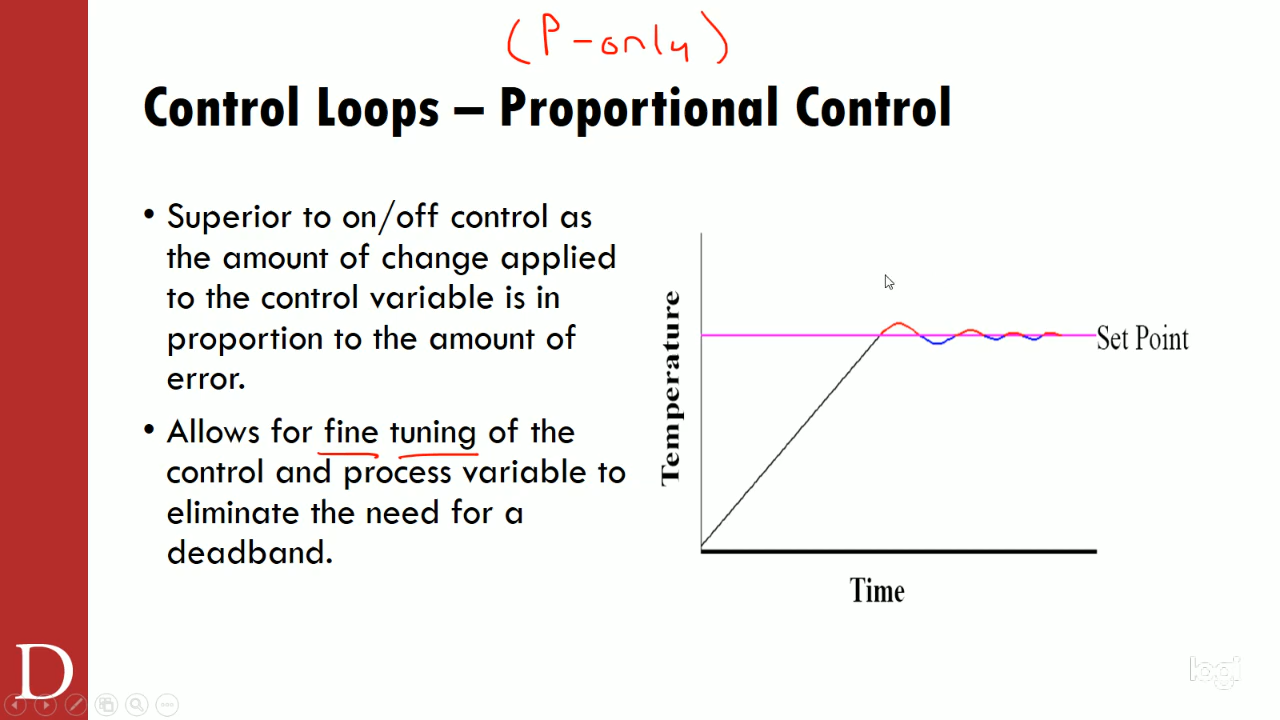 (P-only)
Control Loops – Proportional Control
• Superior to on/off control as
the amount of change applied
to the control variable is in
proportion to the amount of
error.
• Allows for fine tuning of the
control and process variable to
eliminate the need for a
deadband.
Temperature
Set Point
Time
D
logi